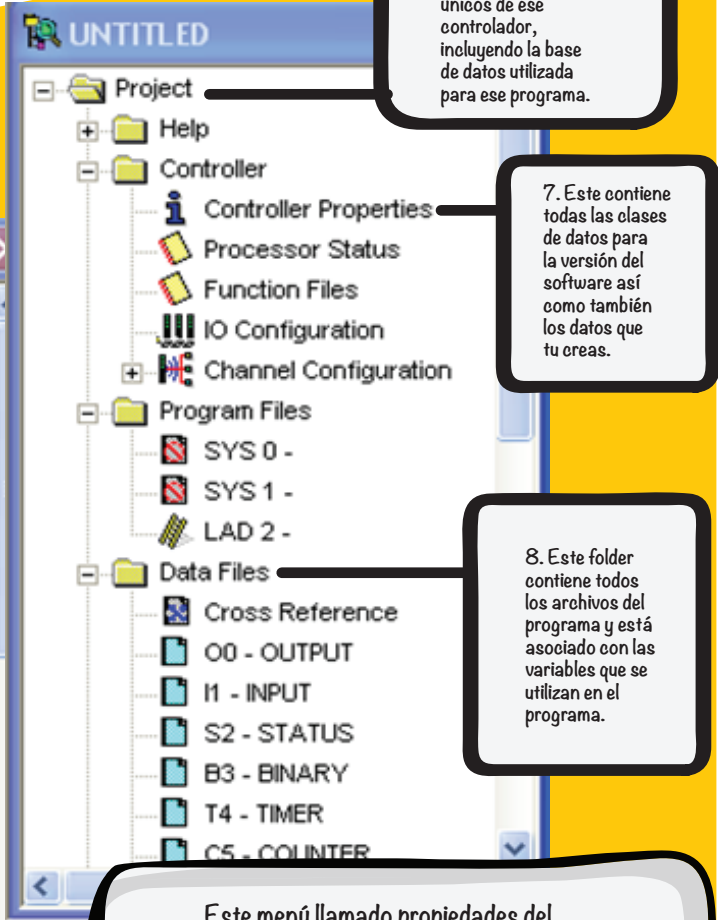 únicos de ese
controlador,
incluyendo la base
de datos utilizada
para ese programa.
UNTITLED
Project
Help
Controller
Controller Properties
Processor Status
Function Files
IO Configuration
Channel Configuration
Program Files
SYS 0 -
SYS 1 -
LAD 2 -
Data Files
Cross Reference
O0 - OUTPUT
I1 - INPUT
S2 - STATUS
B3 - BINARY
T4 - TIMER
C5 - COUNTER
7. Este contiene
todas las clases
de datos para
la versión del
software así
como también
los datos que
tu creas.
8. Este folder
contiene todos
los archivos del
programa y está
asociado con las
variables que se
utilizan en el
programa.
Este menú llamado propiedades del